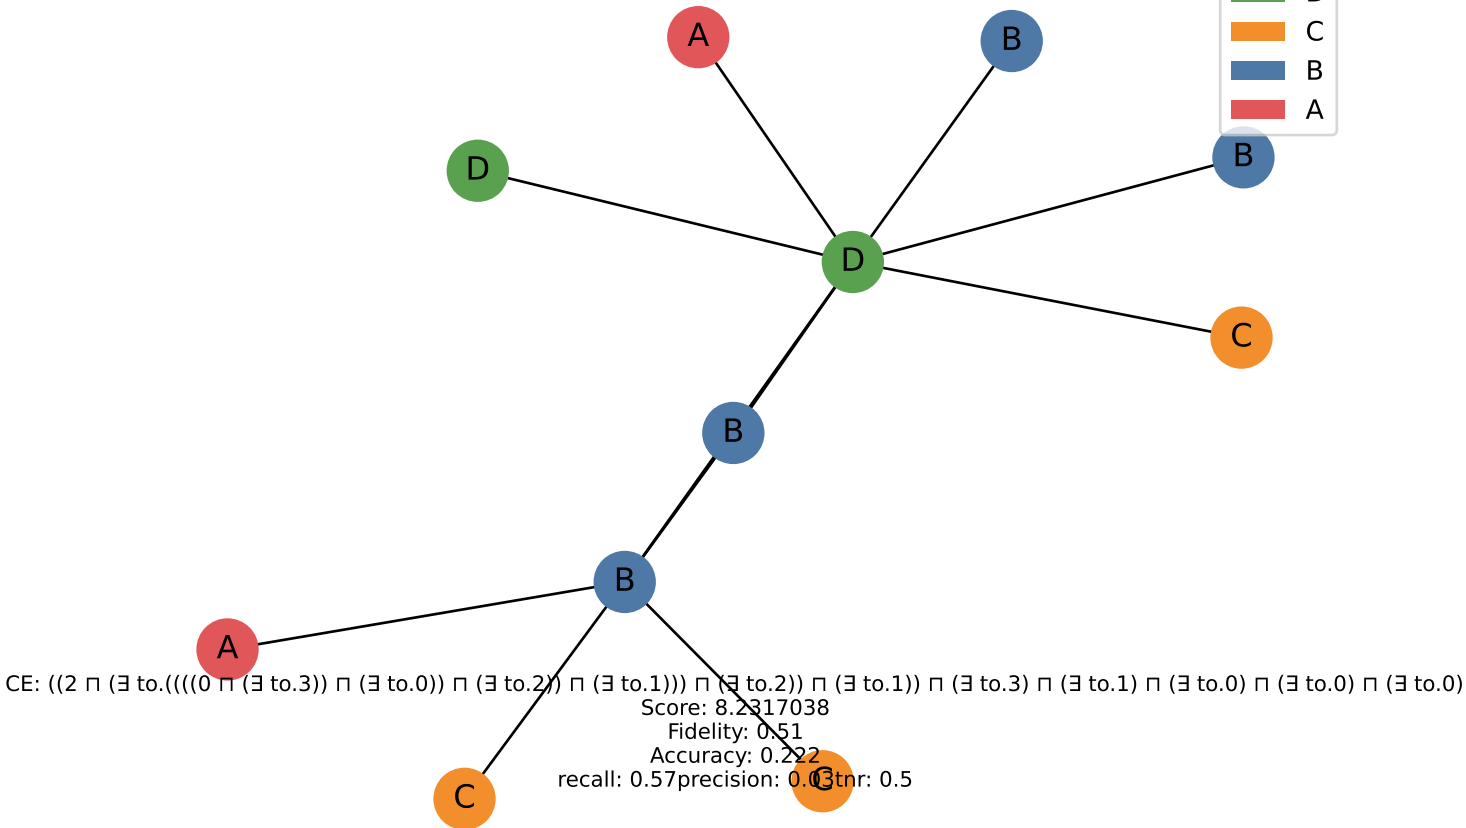 A
B
D
C
B
A
B
D
D
C
B
B
A
CE: ((2 ⊓ (∃ to.((((0 ⊓ (∃ to.3)) ⊓ (∃ to.0)) ⊓ (∃ to.2)) ⊓ (∃ to.1))) ⊓ (∃ to.2)) ⊓ (∃ to.1)) ⊓ (∃ to.3) ⊓ (∃ to.1) ⊓ (∃ to.0) ⊓ (∃ to.0) ⊓ (∃ to.0)
Score: 8.2317038
Fidelity: 0.51
Accuracy: 0.222
recall: 0.57precision: 0.03tnr: 0.5
C
C